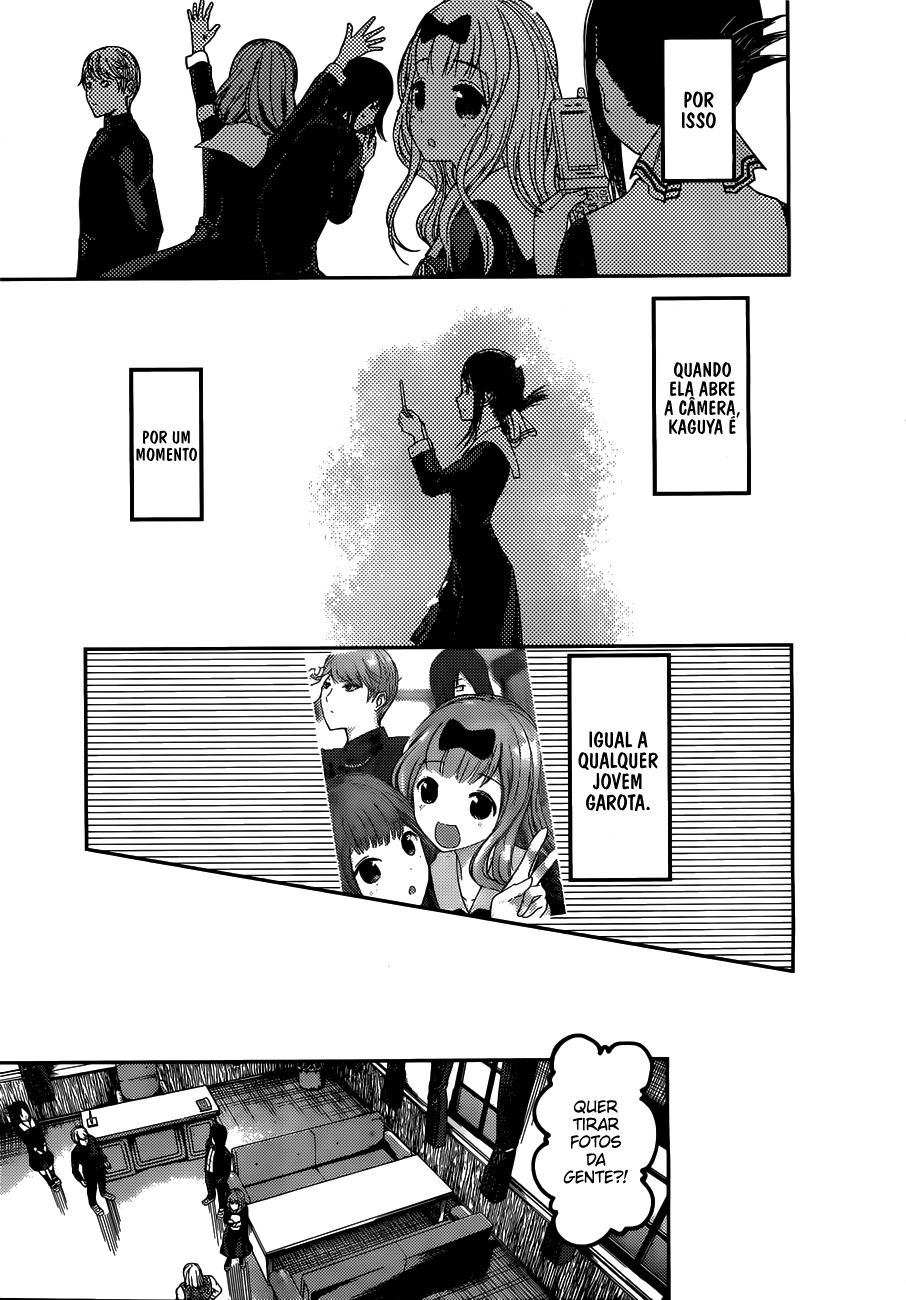 POR
ISSO
QUANDO
ELA ABRE
A CÂMERA,
KAGUYA É
POR UM
MOMENTO
IGUAL A
QUALQUER
JOVEM
GAROTA.
QUER
TIRAR
FOTOS
DA
GENTE?!